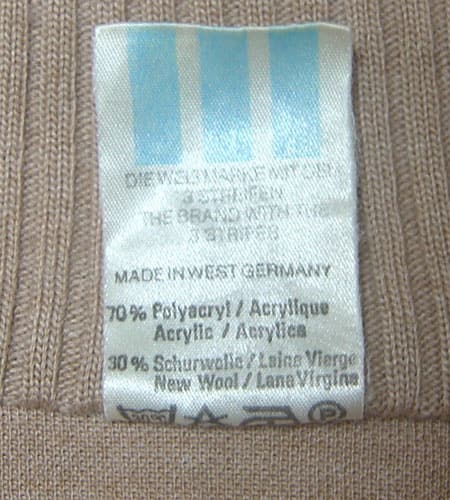 DIE WELTMARKE MIT DEN
3 STREIFEN
THE BRAND WITH THE
3 STRIPES
MADE IN WEST GERMANY
70% Polyacryl / Acrylique
Acrylic / Acrylica
30% Schurwolle / Laine Vierge
New Wool / Lana Virgine
P